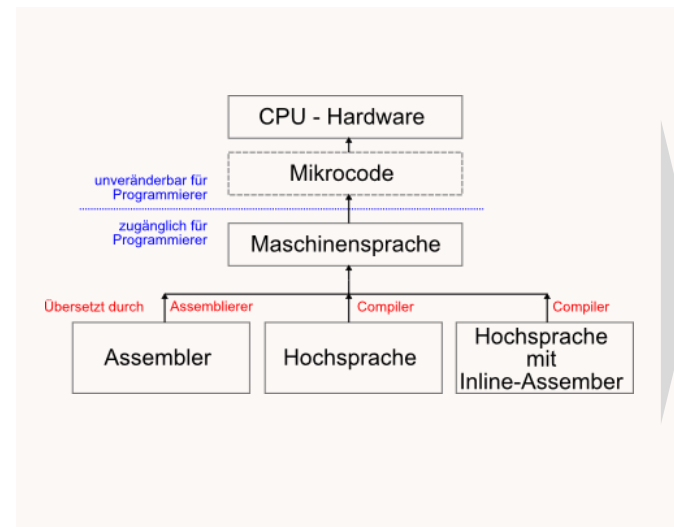 CPU - Hardware
Mikrocode
unveränderbar für
Programmierer
zugänglich für
Programmierer
Maschinensprache
Übersetzt durch
Assemblierer
Compiler
Compiler
Assembler
Hochsprache
Hochsprache
mit
Inline-Assember